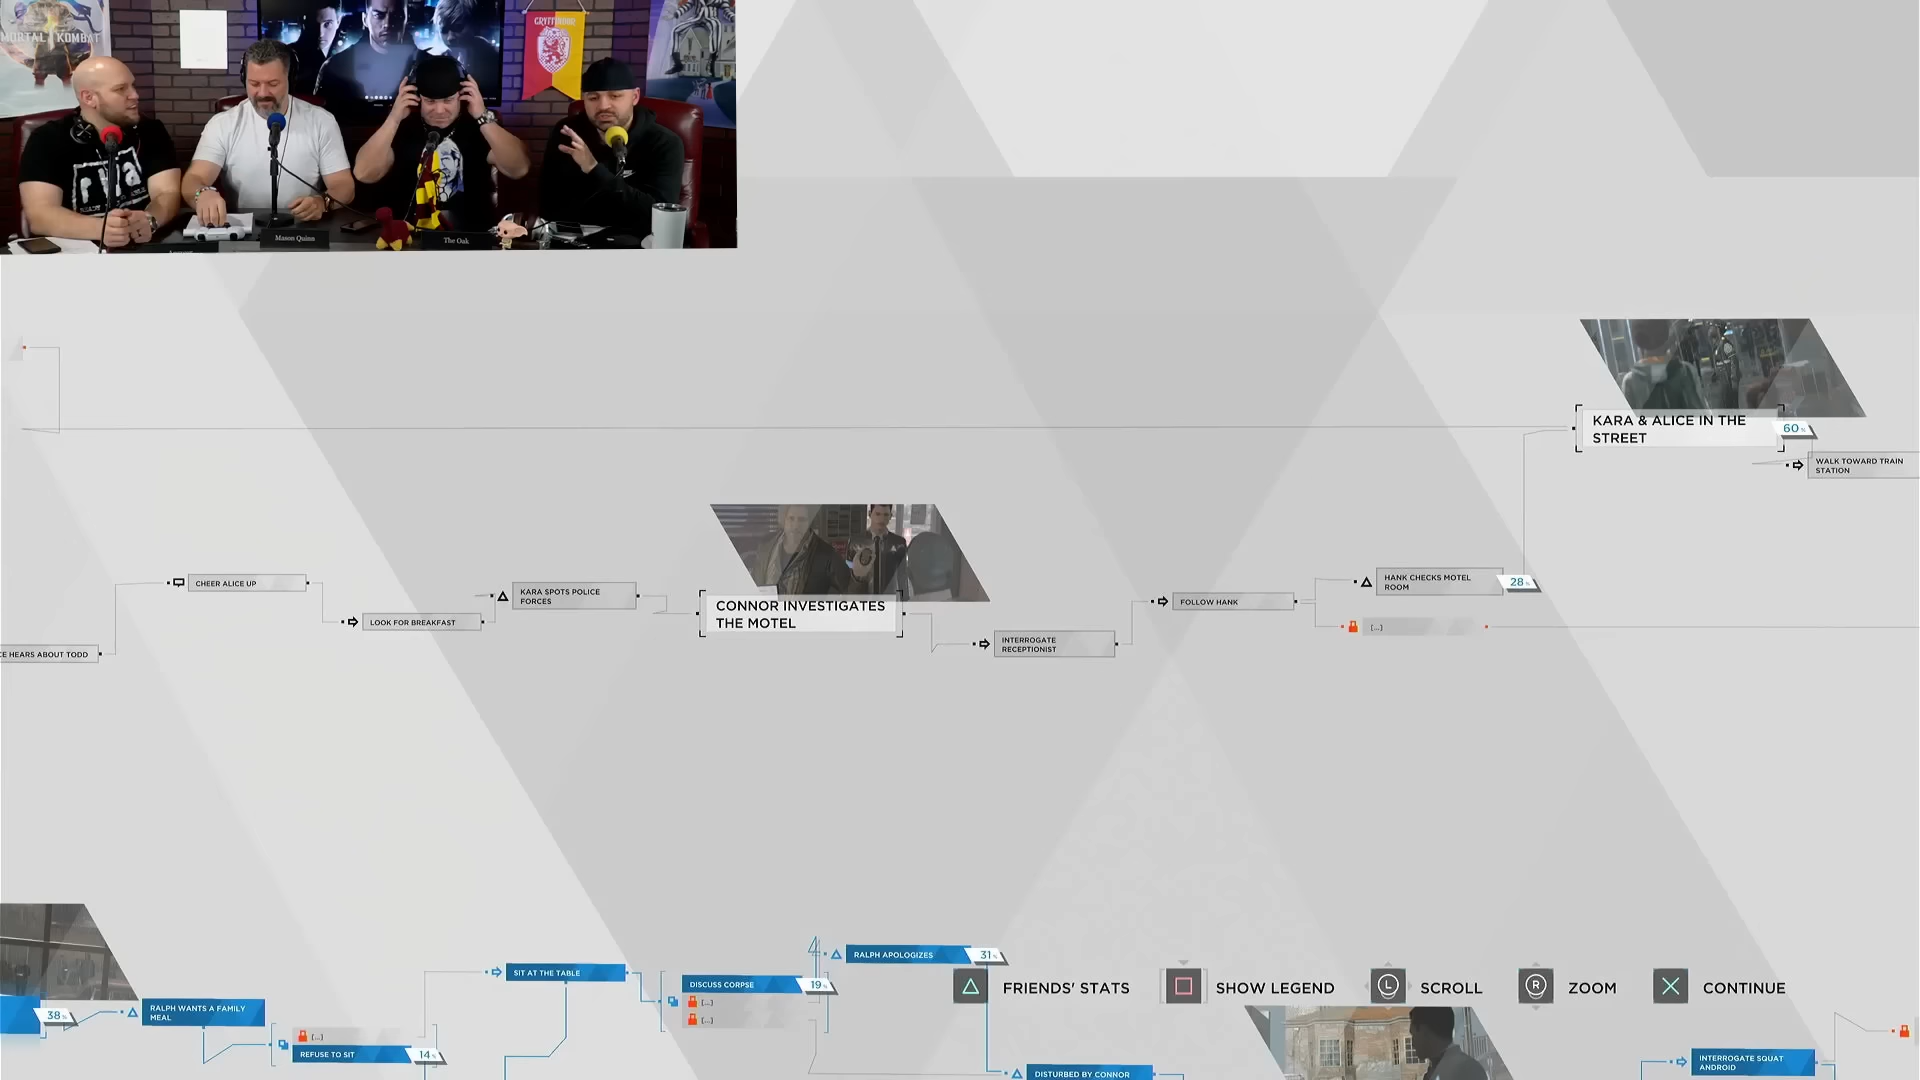 MORTAL KOMBAT
GRYFFINDOR
Mason Quinn
The Oak
KARA & ALICE IN THE
STREET
60%
WALK TOWARD TRAIN
STATION
CHEER ALICE UP
LOOK FOR BREAKFAST
KARA SPOTS POLICE
FORCES
CONNOR INVESTIGATES
THE MOTEL
INTERROGATE
RECEPTIONIST
FOLLOW HANK
HANK CHECKS MOTEL
ROOM
28%
[...]
CE HEARS ABOUT TODD
38%
RALPH WANTS A FAMILY
MEAL
[...]
REFUSE TO SIT
14%
SIT AT THE TABLE
DISCUSS CORPSE
19%
[...]
[...]
RALPH APOLOGIZES
31%
DISTURBED BY CONNOR
INTERROGATE SQUAT
ANDROID
FRIENDS' STATS
SHOW LEGEND
L
SCROLL
R
ZOOM
CONTINUE